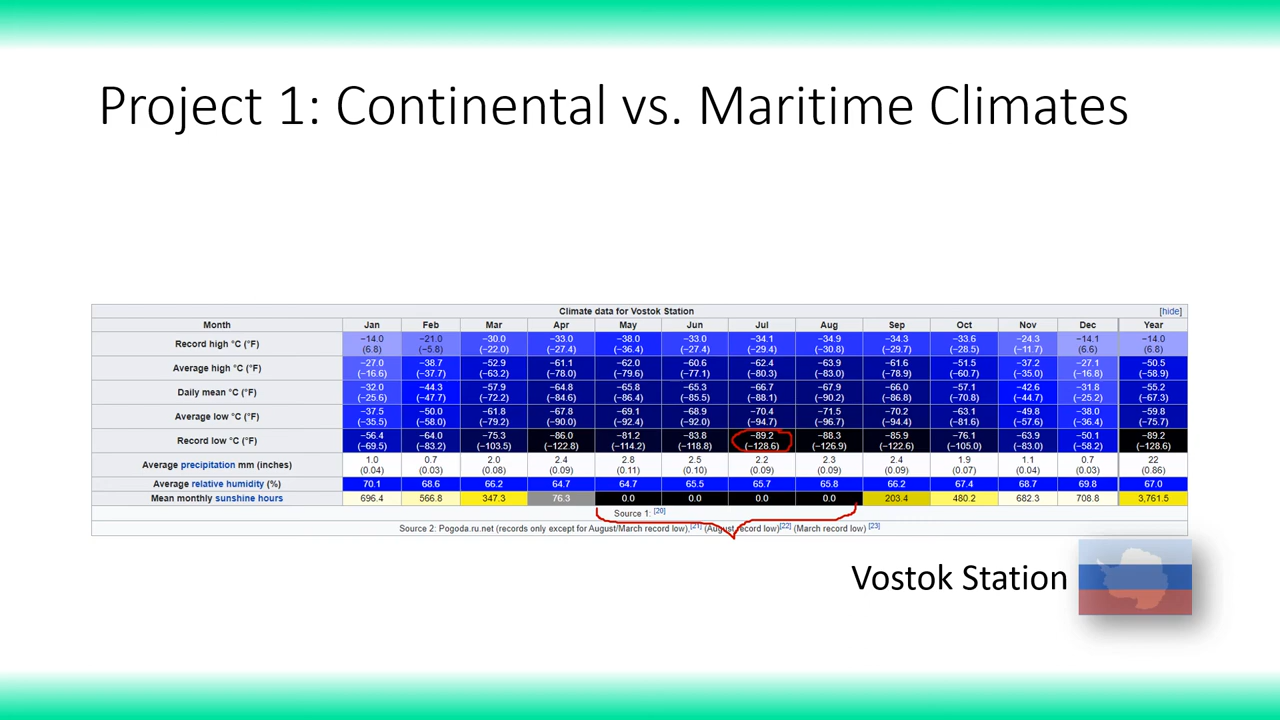 Project 1: Continental vs. Maritime Climates
Climate data for Vostok Station [hide]
Month Jan Feb Mar Apr May Jun Jul Aug Sep Oct Nov Dec Year
Record high °C (°F) −14.0 (6.8) −21.0 (−5.8) −30.0 (−22.0) −33.0 (−27.4) −38.0 (−36.4) −33.0 (−27.4) −34.1 (−29.4) −34.9 (−30.8) −34.3 (−29.7) −33.6 (−28.5) −24.3 (−11.7) −14.1 (6.6) −14.0 (6.8)
Average high °C (°F) −27.0 (−16.6) −38.7 (−37.7) −52.9 (−63.2) −61.1 (−78.0) −62.0 (−79.6) −60.6 (−77.1) −62.4 (−80.3) −63.9 (−83.0) −61.6 (−78.9) −51.5 (−60.7) −37.2 (−35.0) −27.1 (−16.8) −50.5 (−58.9)
Daily mean °C (°F) −32.0 (−25.6) −44.3 (−47.7) −57.9 (−72.2) −64.8 (−84.6) −65.8 (−86.4) −65.3 (−85.5) −66.7 (−88.1) −67.9 (−90.2) −66.0 (−86.8) −57.1 (−70.8) −42.6 (−44.7) −31.8 (−25.2) −55.2 (−67.3)
Average low °C (°F) −37.5 (−35.5) −50.0 (−58.0) −61.8 (−79.2) −67.8 (−90.0) −69.1 (−92.4) −68.9 (−92.0) −70.4 (−94.7) −71.5 (−96.7) −70.2 (−94.4) −63.1 (−81.6) −49.8 (−57.6) −38.0 (−36.4) −59.8 (−75.7)
Record low °C (°F) −56.4 (−69.5) −64.0 (−83.2) −75.3 (−103.5) −86.0 (−122.8) −81.2 (−114.2) −83.8 (−118.8) −89.2 (−128.6) −88.3 (−126.9) −85.9 (−122.6) −76.1 (−105.0) −63.9 (−83.0) −50.1 (−58.2) −89.2 (−128.6)
Average precipitation mm (inches) 1.0 (0.04) 0.7 (0.03) 2.0 (0.08) 2.4 (0.09) 2.8 (0.11) 2.5 (0.10) 2.2 (0.09) 2.3 (0.09) 2.4 (0.09) 1.9 (0.07) 1.1 (0.04) 0.7 (0.03) 22 (0.86)
Average relative humidity (%) 70.1 68.6 66.2 64.7 64.7 65.5 65.7 65.8 66.2 67.4 68.7 69.8 67.0
Mean monthly sunshine hours 696.4 566.8 347.3 76.3 0.0 0.0 0.0 0.0 203.4 480.2 682.3 708.8 3,761.5
Source 1: [20]
Source 2: Pogoda.ru.net (records only except for August/March record low),[21] (August record low)[22] (March record low) [23]
Vostok Station